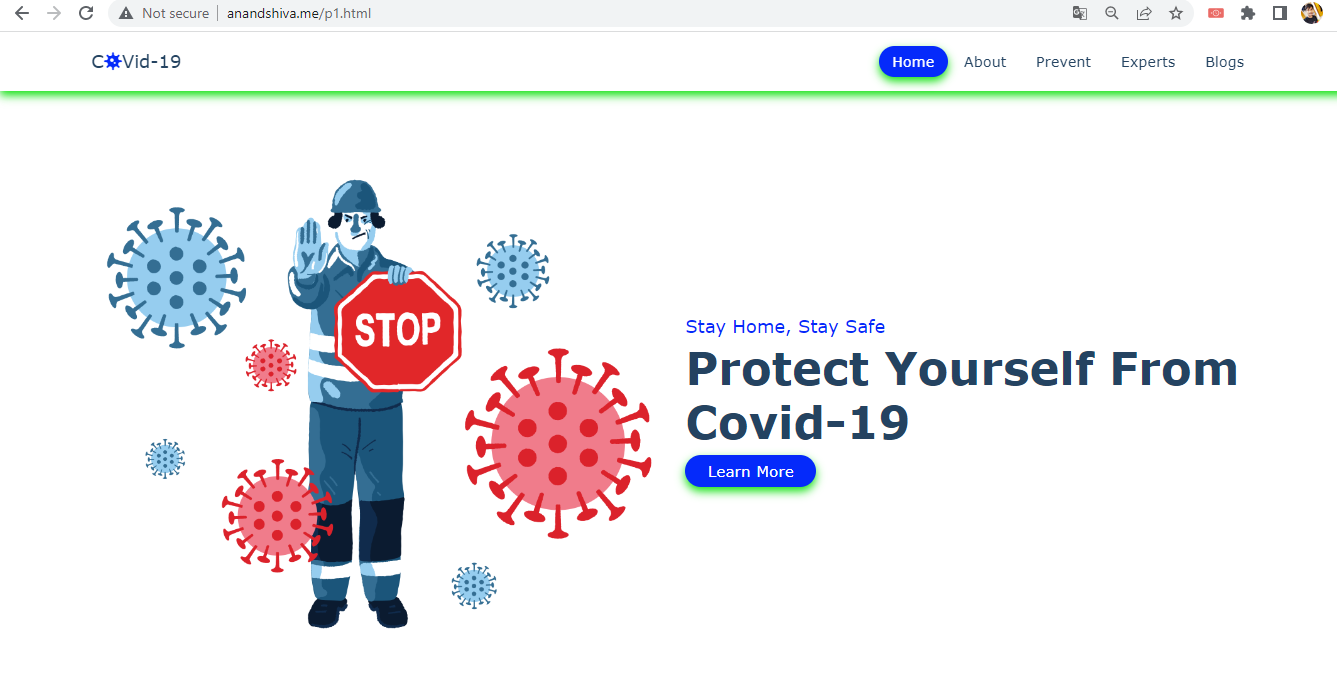 Not secure anandshiva.me/p1.html
COVid-19
Home About Prevent Experts Blogs
STOP
Stay Home, Stay Safe
Protect Yourself From
Covid-19
Learn More